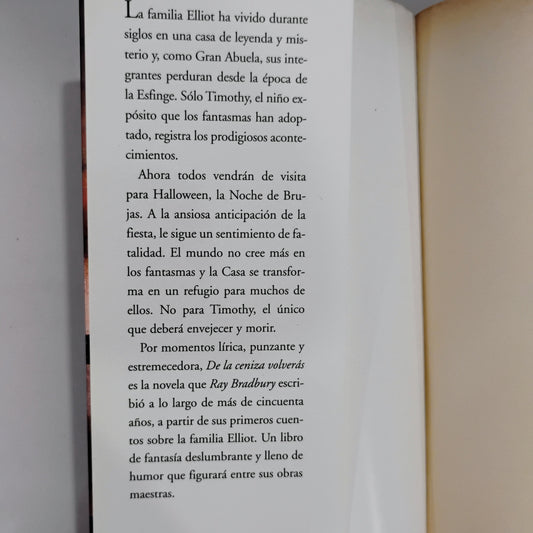 La familia Elliot ha vivido durante
siglos en una casa de leyenda y mis-
terio y, como Gran Abuela, sus inte-
grantes perduran desde la época de
la Esfinge. Sólo Timothy, el niño ex-
pósito que los fantasmas han adop-
tado, registra los prodigiosos aconte-
cimientos.
Ahora todos vendrán de visita
para Halloween, la Noche de Bru-
jas. A la ansiosa anticipación de la
fiesta, le sigue un sentimiento de fa-
talidad. El mundo no cree más en
los fantasmas y la Casa se transfor-
ma en un refugio para muchos de
ellos. No para Timothy, el único
que deberá envejecer y morir.
Por momentos lírica, punzante y
estremecedora, De la ceniza volverás
es la novela que Ray Bradbury escri-
bió a lo largo de más de cincuenta
años, a partir de sus primeros cuen-
tos sobre la familia Elliot. Un libro
de fantasía deslumbrante y lleno de
humor que figurará entre sus obras
maestras.